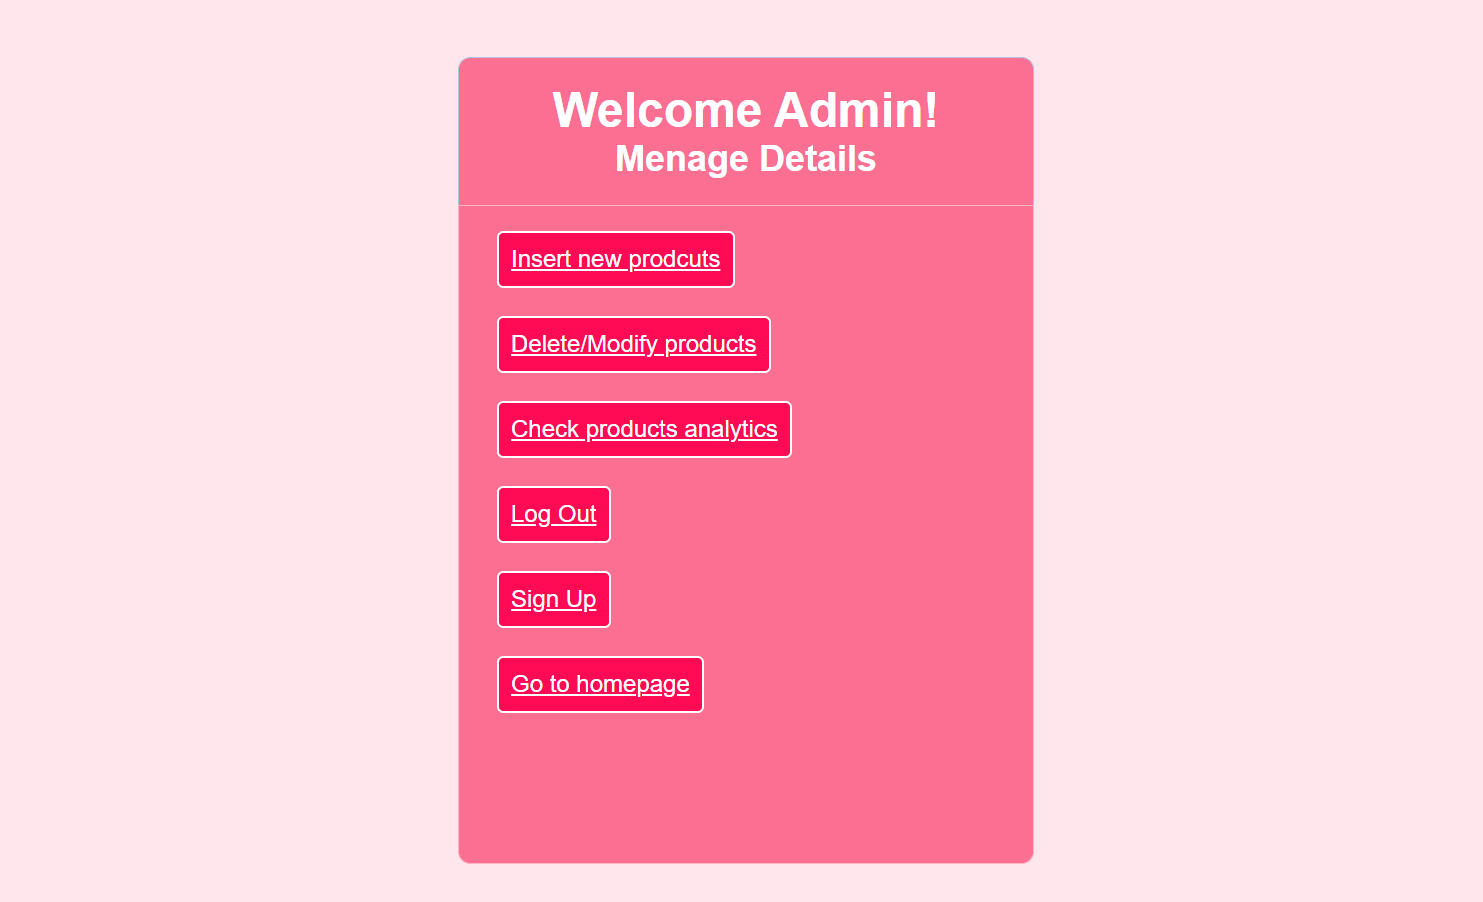 Welcome Admin!
Menage Details
Insert new prodcuts
Delete/Modify products
Check products analytics
Log Out
Sign Up
Go to homepage